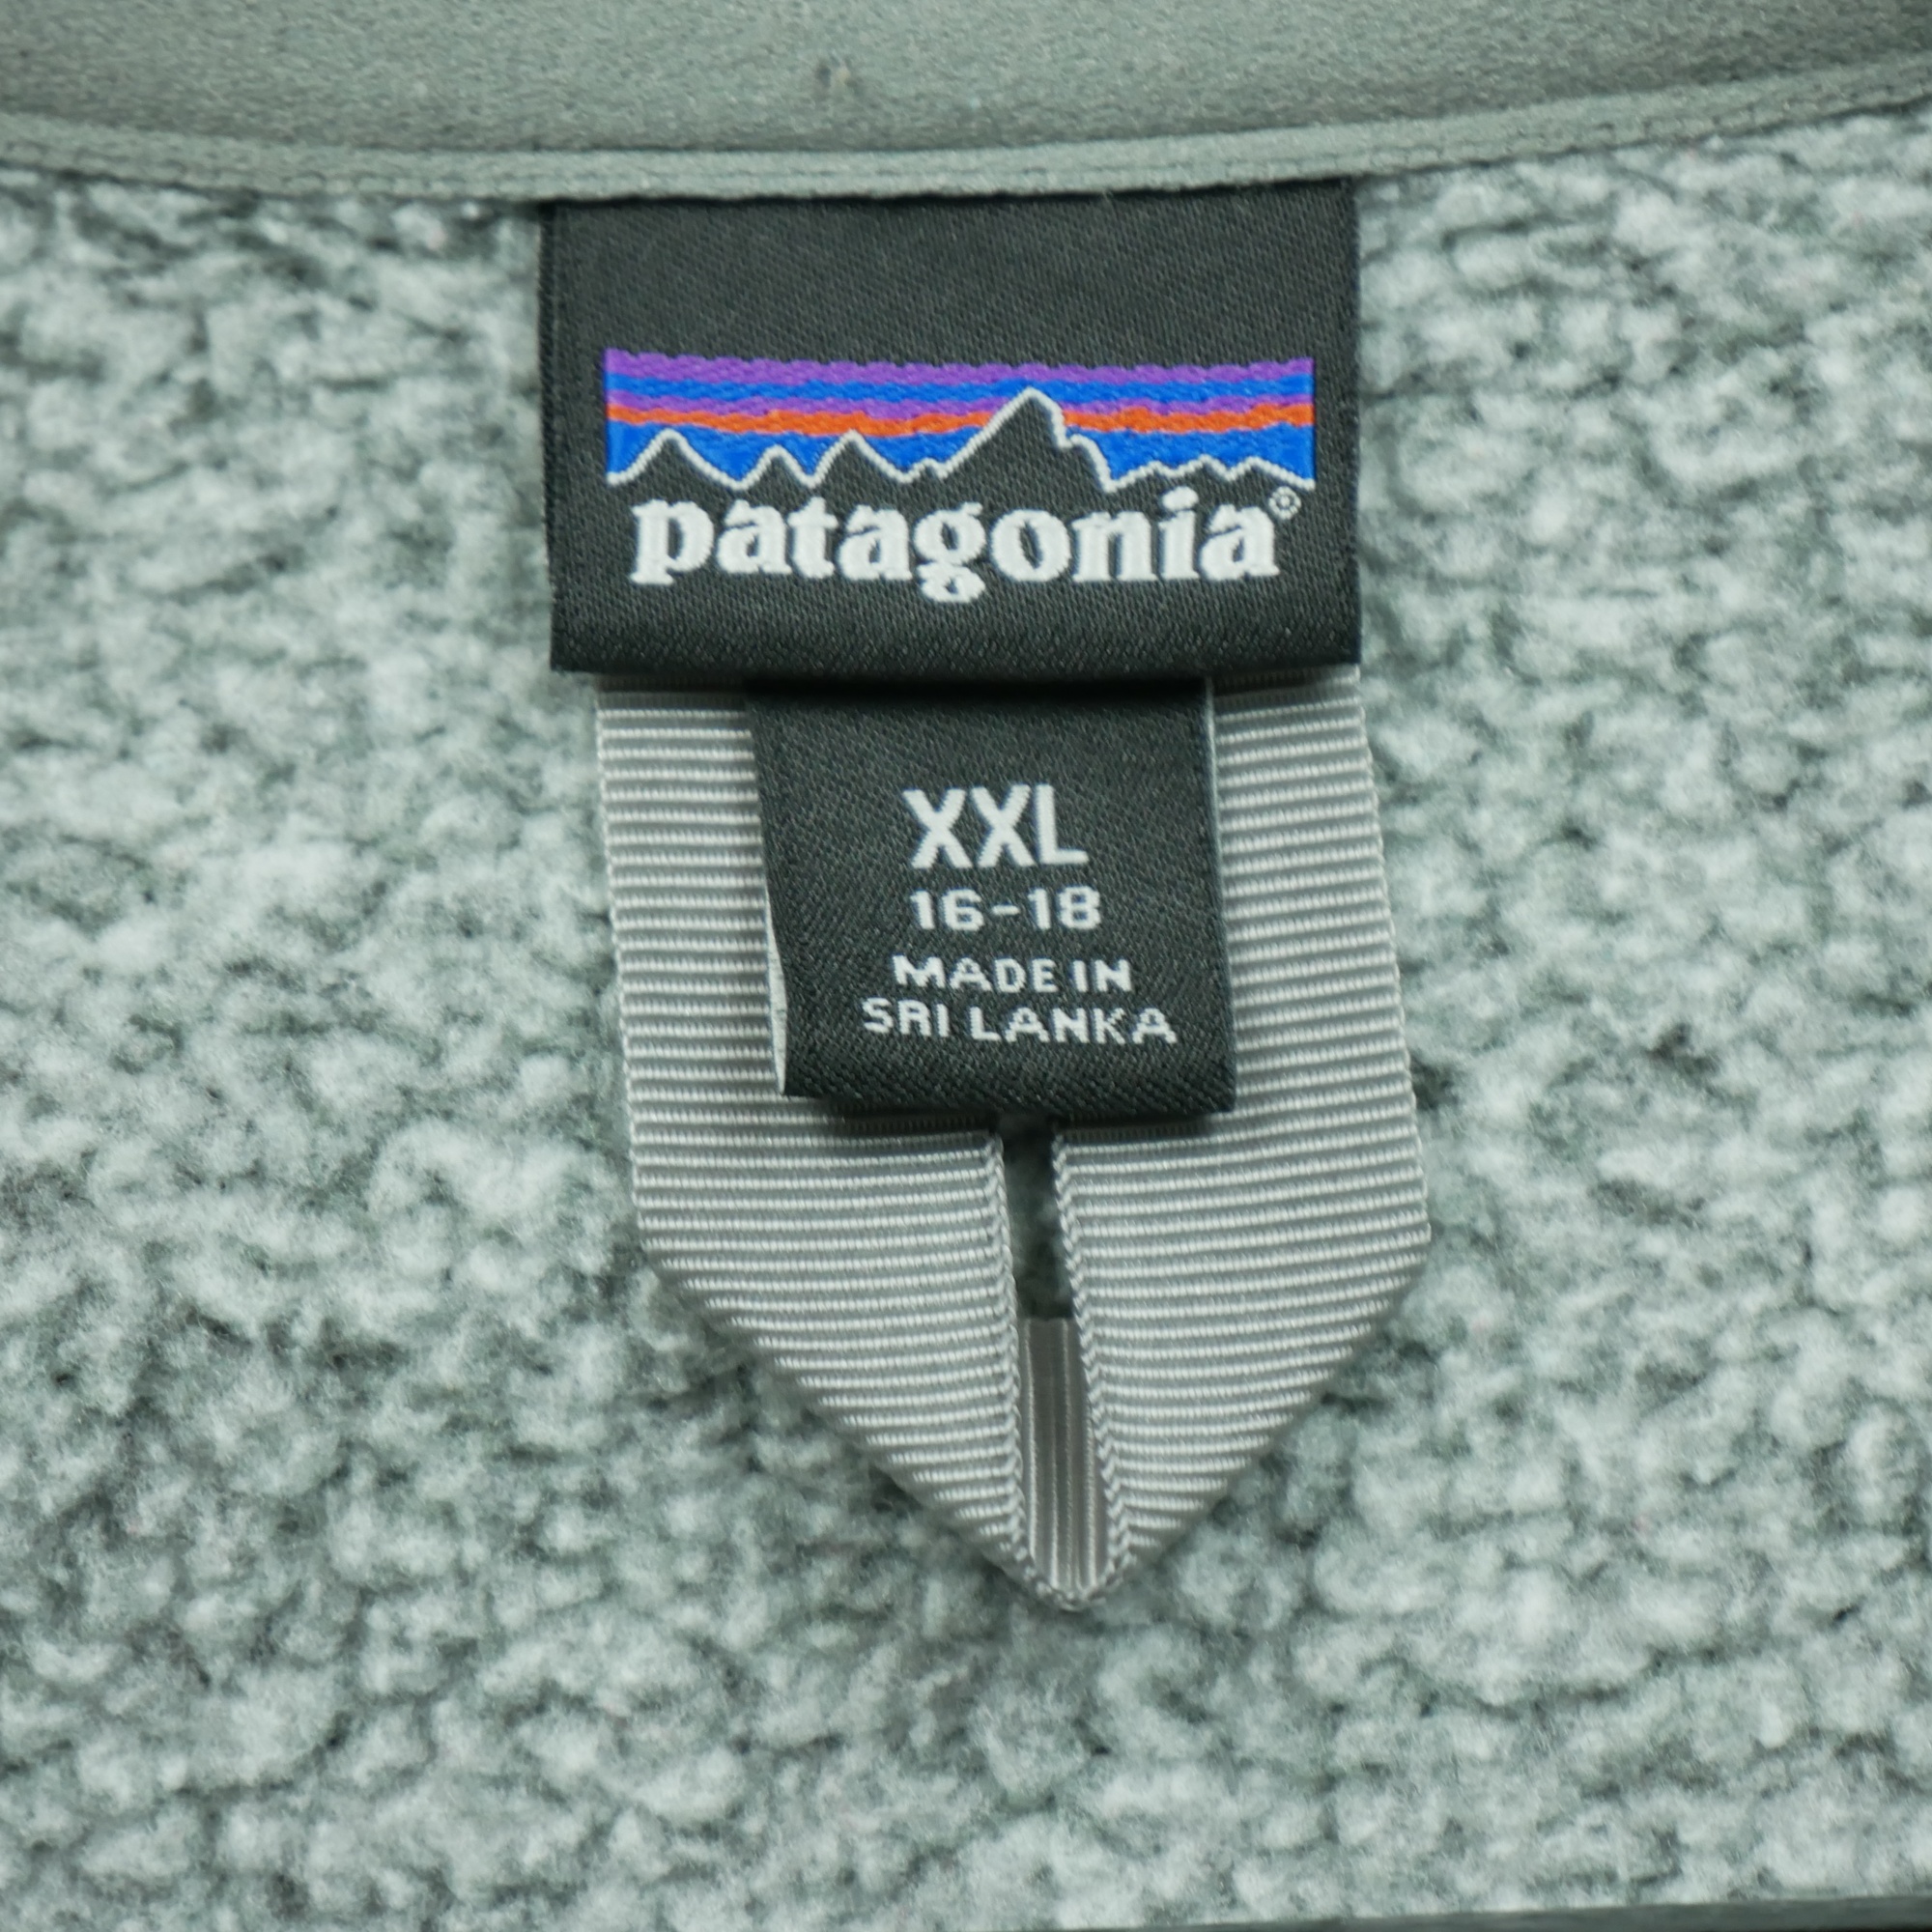 patagonia®
XXL
16-18
MADE IN
SRI LANKA